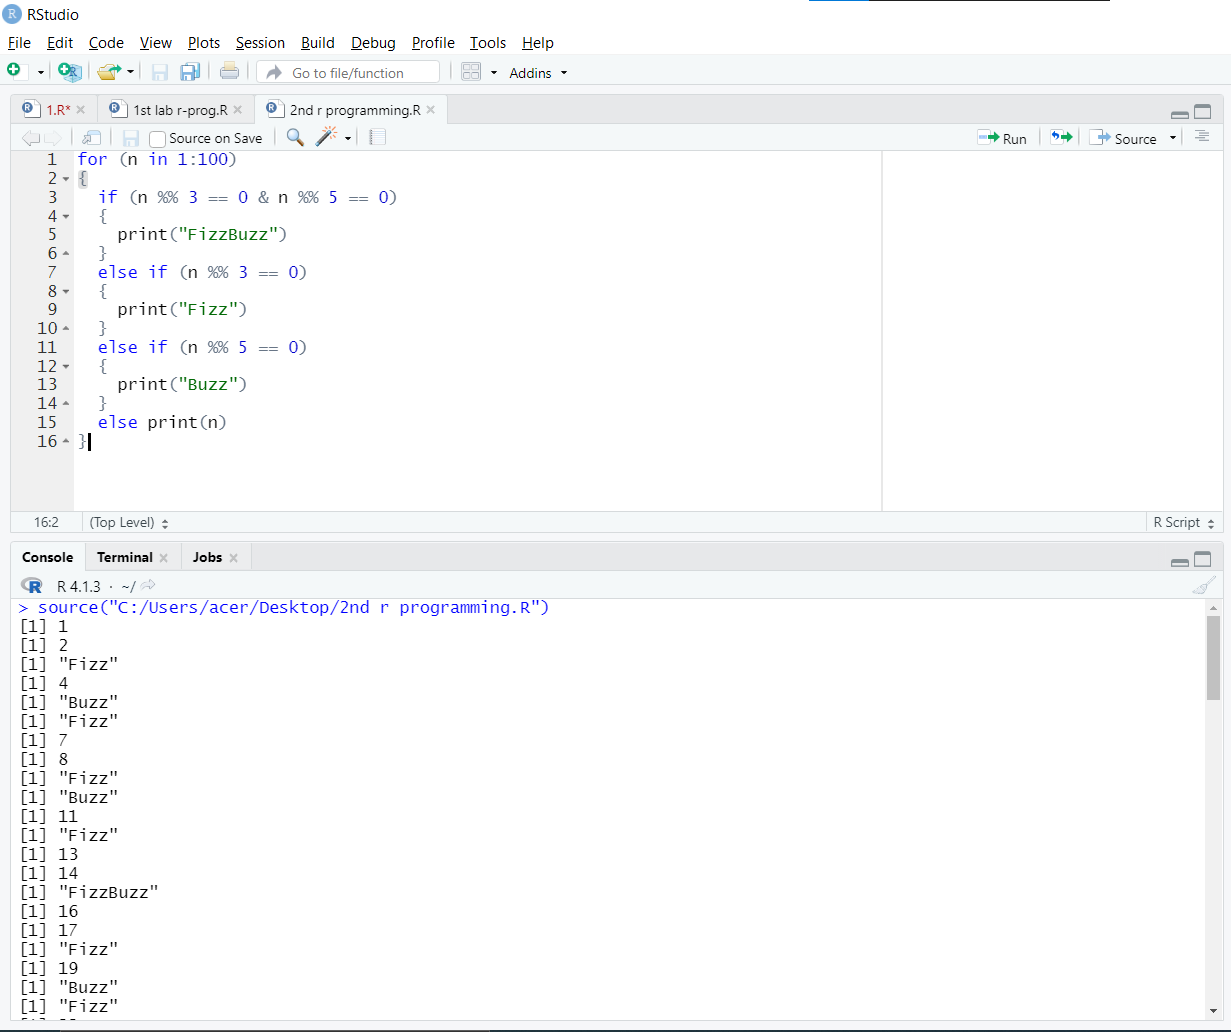 RStudio
File Edit Code View Plots Session Build Debug Profile Tools Help
Go to file/function Addins
1.R* 1st lab r-prog.R 2nd r programming.R
Source on Save Run Source
1 for (n in 1:100)
2 {
3 if (n %% 3 == 0 & n %% 5 == 0)
4 {
5 print("FizzBuzz")
6 }
7 else if (n %% 3 == 0)
8 {
9 print("Fizz")
10 }
11 else if (n %% 5 == 0)
12 {
13 print("Buzz")
14 }
15 else print(n)
16 }
16:2 (Top Level) R Script
Console Terminal Jobs
R 4.1.3 · ~/
> source("C:/Users/acer/Desktop/2nd r programming.R")
[1] 1
[1] 2
[1] "Fizz"
[1] 4
[1] "Buzz"
[1] "Fizz"
[1] 7
[1] 8
[1] "Fizz"
[1] "Buzz"
[1] 11
[1] "Fizz"
[1] 13
[1] 14
[1] "FizzBuzz"
[1] 16
[1] 17
[1] "Fizz"
[1] 19
[1] "Buzz"
[1] "Fizz"